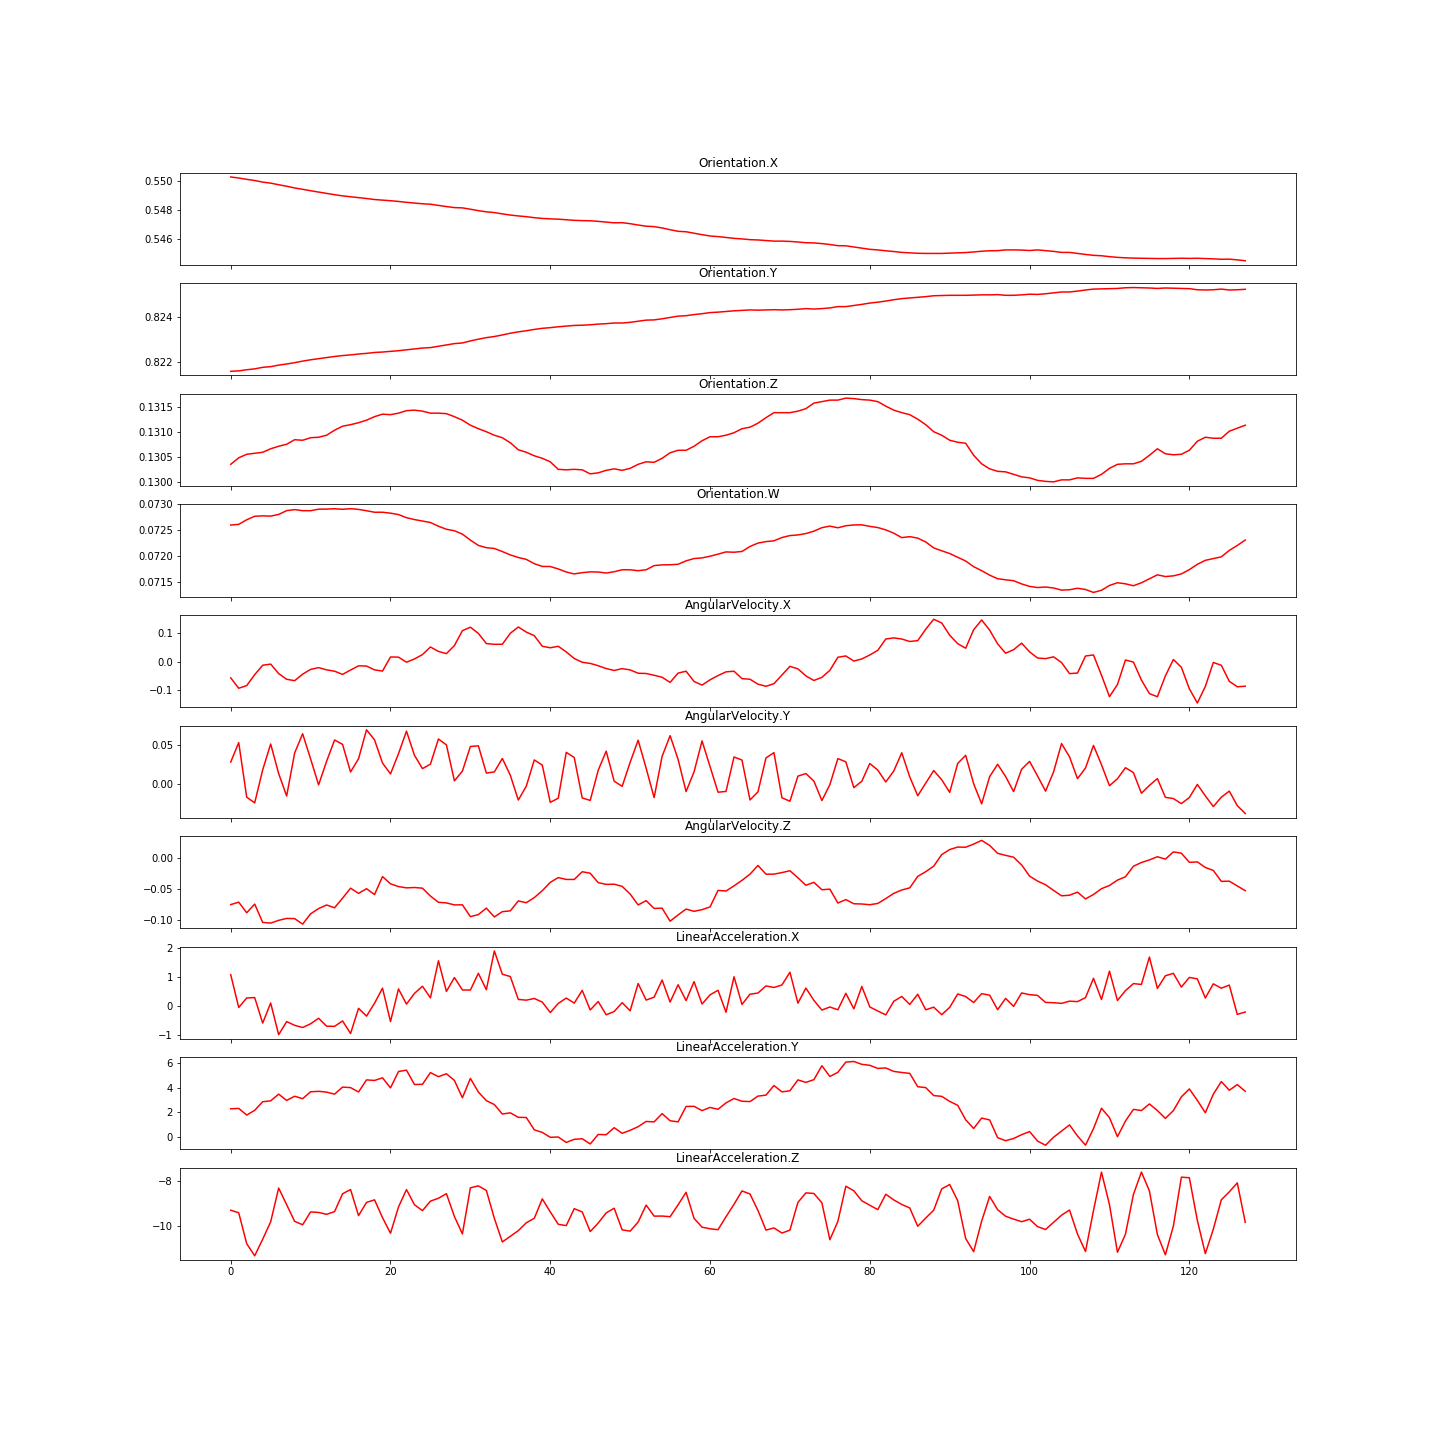 Orientation.X
0.550
0.548
0.546
Orientation.Y
0.824
0.822
Orientation.Z
0.1315
0.1310
0.1305
0.1300
Orientation.W
0.0730
0.0725
0.0720
0.0715
AngularVelocity.X
0.1
0.0
−0.1
AngularVelocity.Y
0.05
0.00
AngularVelocity.Z
0.00
−0.05
−0.10
LinearAcceleration.X
2
1
0
−1
LinearAcceleration.Y
6
4
2
0
LinearAcceleration.Z
−8
−10
0 20 40 60 80 100 120